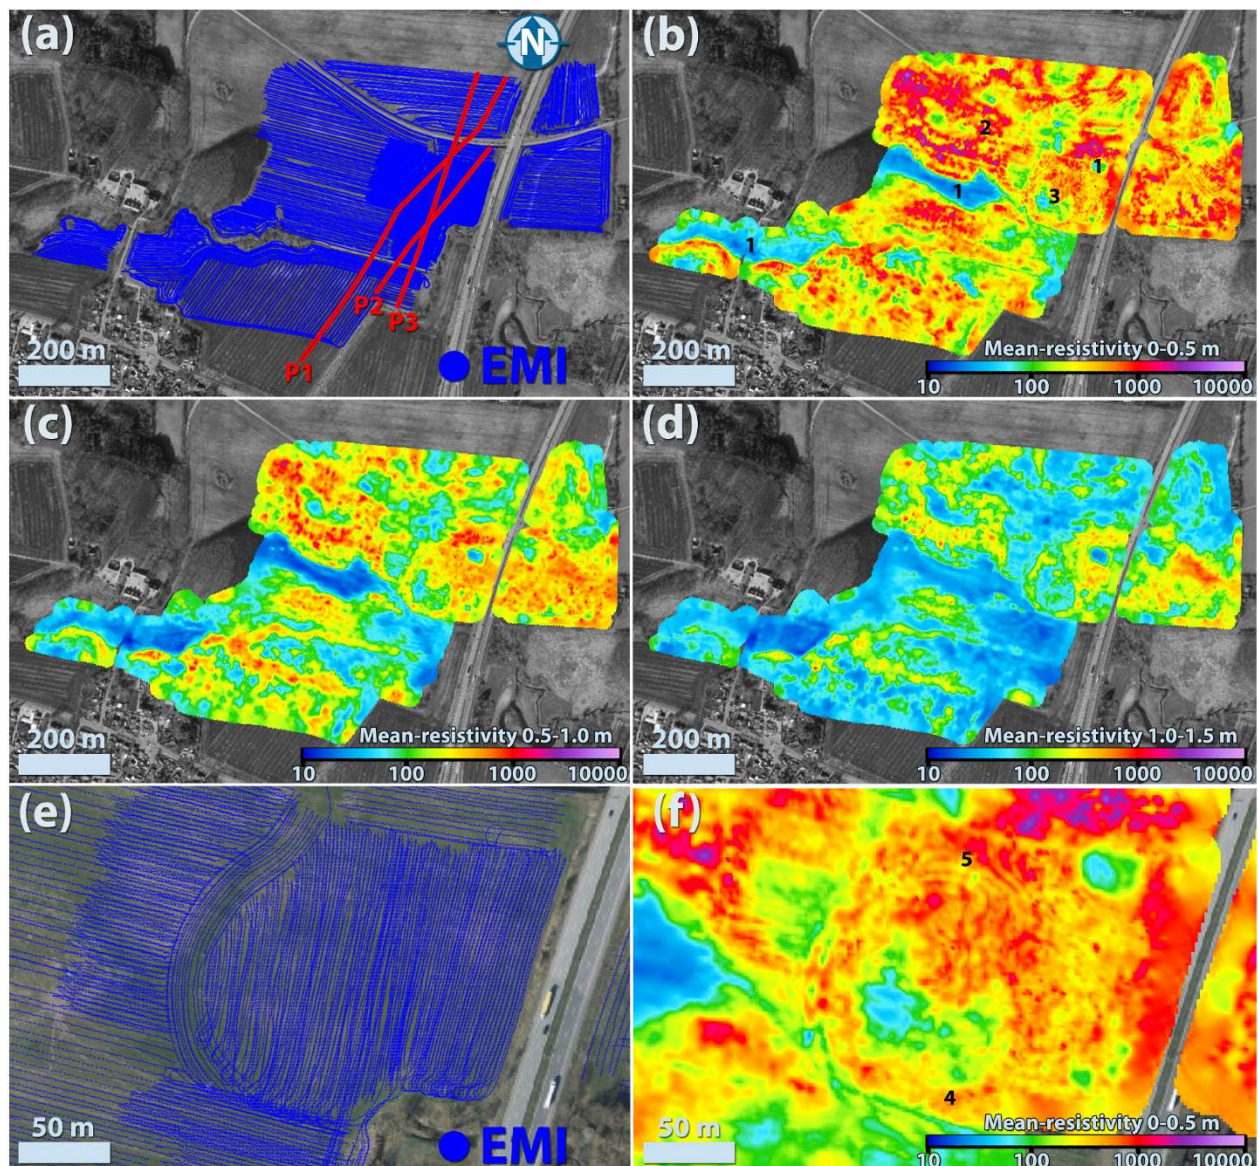 (a)
N
P1
P2
P3
200 m
EMI
(b)
2
1
1
3
1
Mean-resistivity 0-0.5 m
200 m
10 100 1000 10000
(c)
Mean-resistivity 0.5-1.0 m
200 m
10 100 1000 10000
(d)
Mean-resistivity 1.0-1.5 m
200 m
10 100 1000 10000
(e)
50 m
EMI
(f)
5
4
Mean-resistivity 0-0.5 m
50 m
10 100 1000 10000